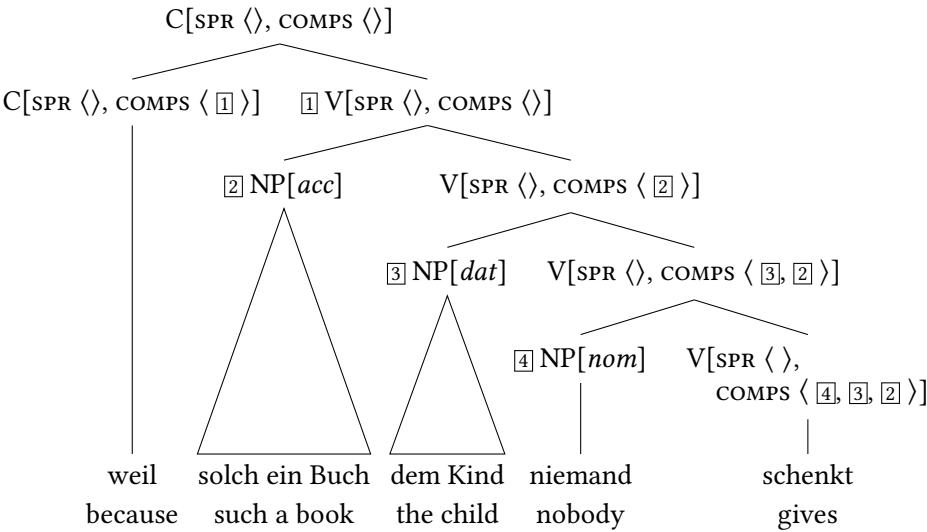 C[SPR ⟨⟩, COMPS ⟨⟩]
C[SPR ⟨⟩, COMPS ⟨ 1 ⟩] 1 V[SPR ⟨⟩, COMPS ⟨⟩]
2 NP[acc] V[SPR ⟨⟩, COMPS ⟨ 2 ⟩]
3 NP[dat] V[SPR ⟨⟩, COMPS ⟨ 3, 2 ⟩]
4 NP[nom] V[SPR ⟨ ⟩,
COMPS ⟨ 4, 3, 2 ⟩]
weil solch ein Buch dem Kind niemand schenkt
because such a book the child nobody gives